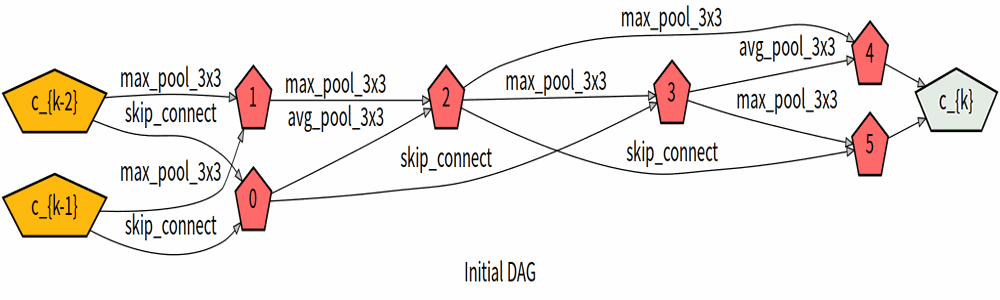 max_pool_3x3
max_pool_3x3
avg_pool_3x3
4
c_{k-2}
max_pool_3x3
1
max_pool_3x3
2
max_pool_3x3
3
max_pool_3x3
c_{k}
skip_connect
avg_pool_3x3
5
max_pool_3x3
skip_connect
skip_connect
c_{k-1}
0
skip_connect
Initial DAG